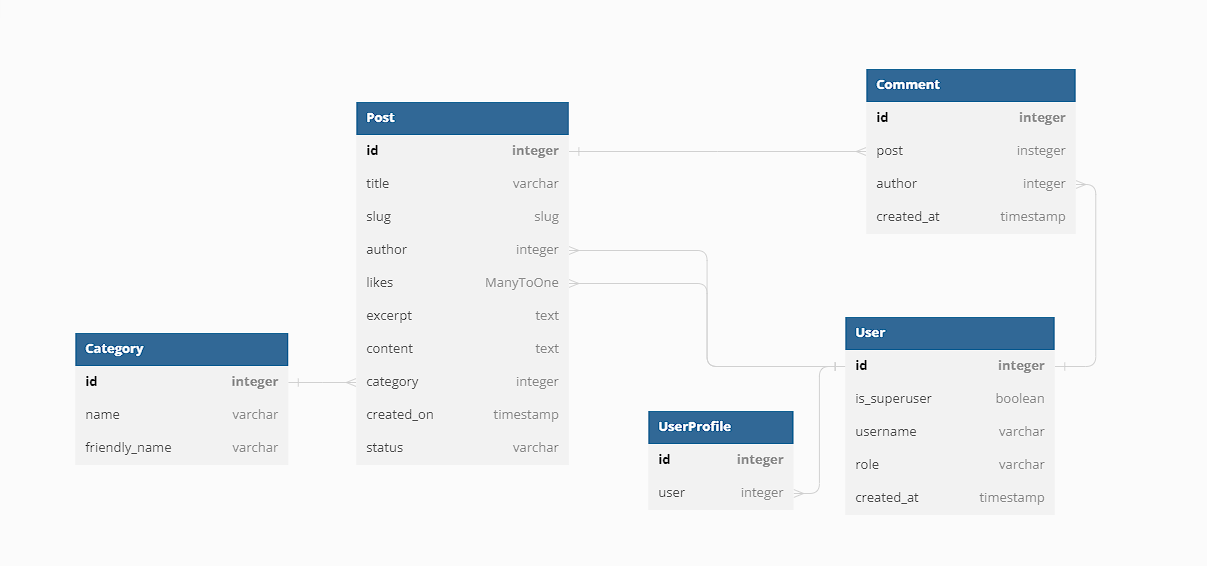 Comment
id integer
post insteger
author integer
created_at timestamp
Post
id integer
title varchar
slug slug
author integer
likes ManyToOne
excerpt text
content text
category integer
created_on timestamp
status varchar
Category
id integer
name varchar
friendly_name varchar
User
id integer
is_superuser boolean
username varchar
role varchar
created_at timestamp
UserProfile
id integer
user integer